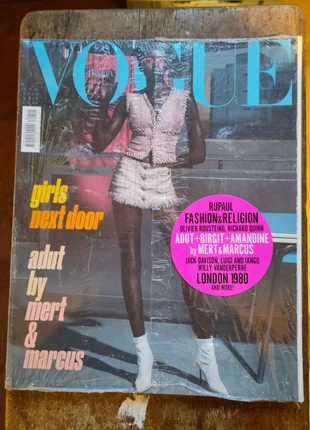 VOGUE
girls
next door
adut
by
mert
&
marcus
RUPAUL
FASHION&RELIGION
OLIVIER ROUSTEING, RICHARD QUINN
ADUT+BIRGIT+AMANDINE
by MERT&MARCUS
JACK DAVISON, LUIGI AND IANGO
WILLY VANDERPERRE
LONDON 1980
AND MORE!